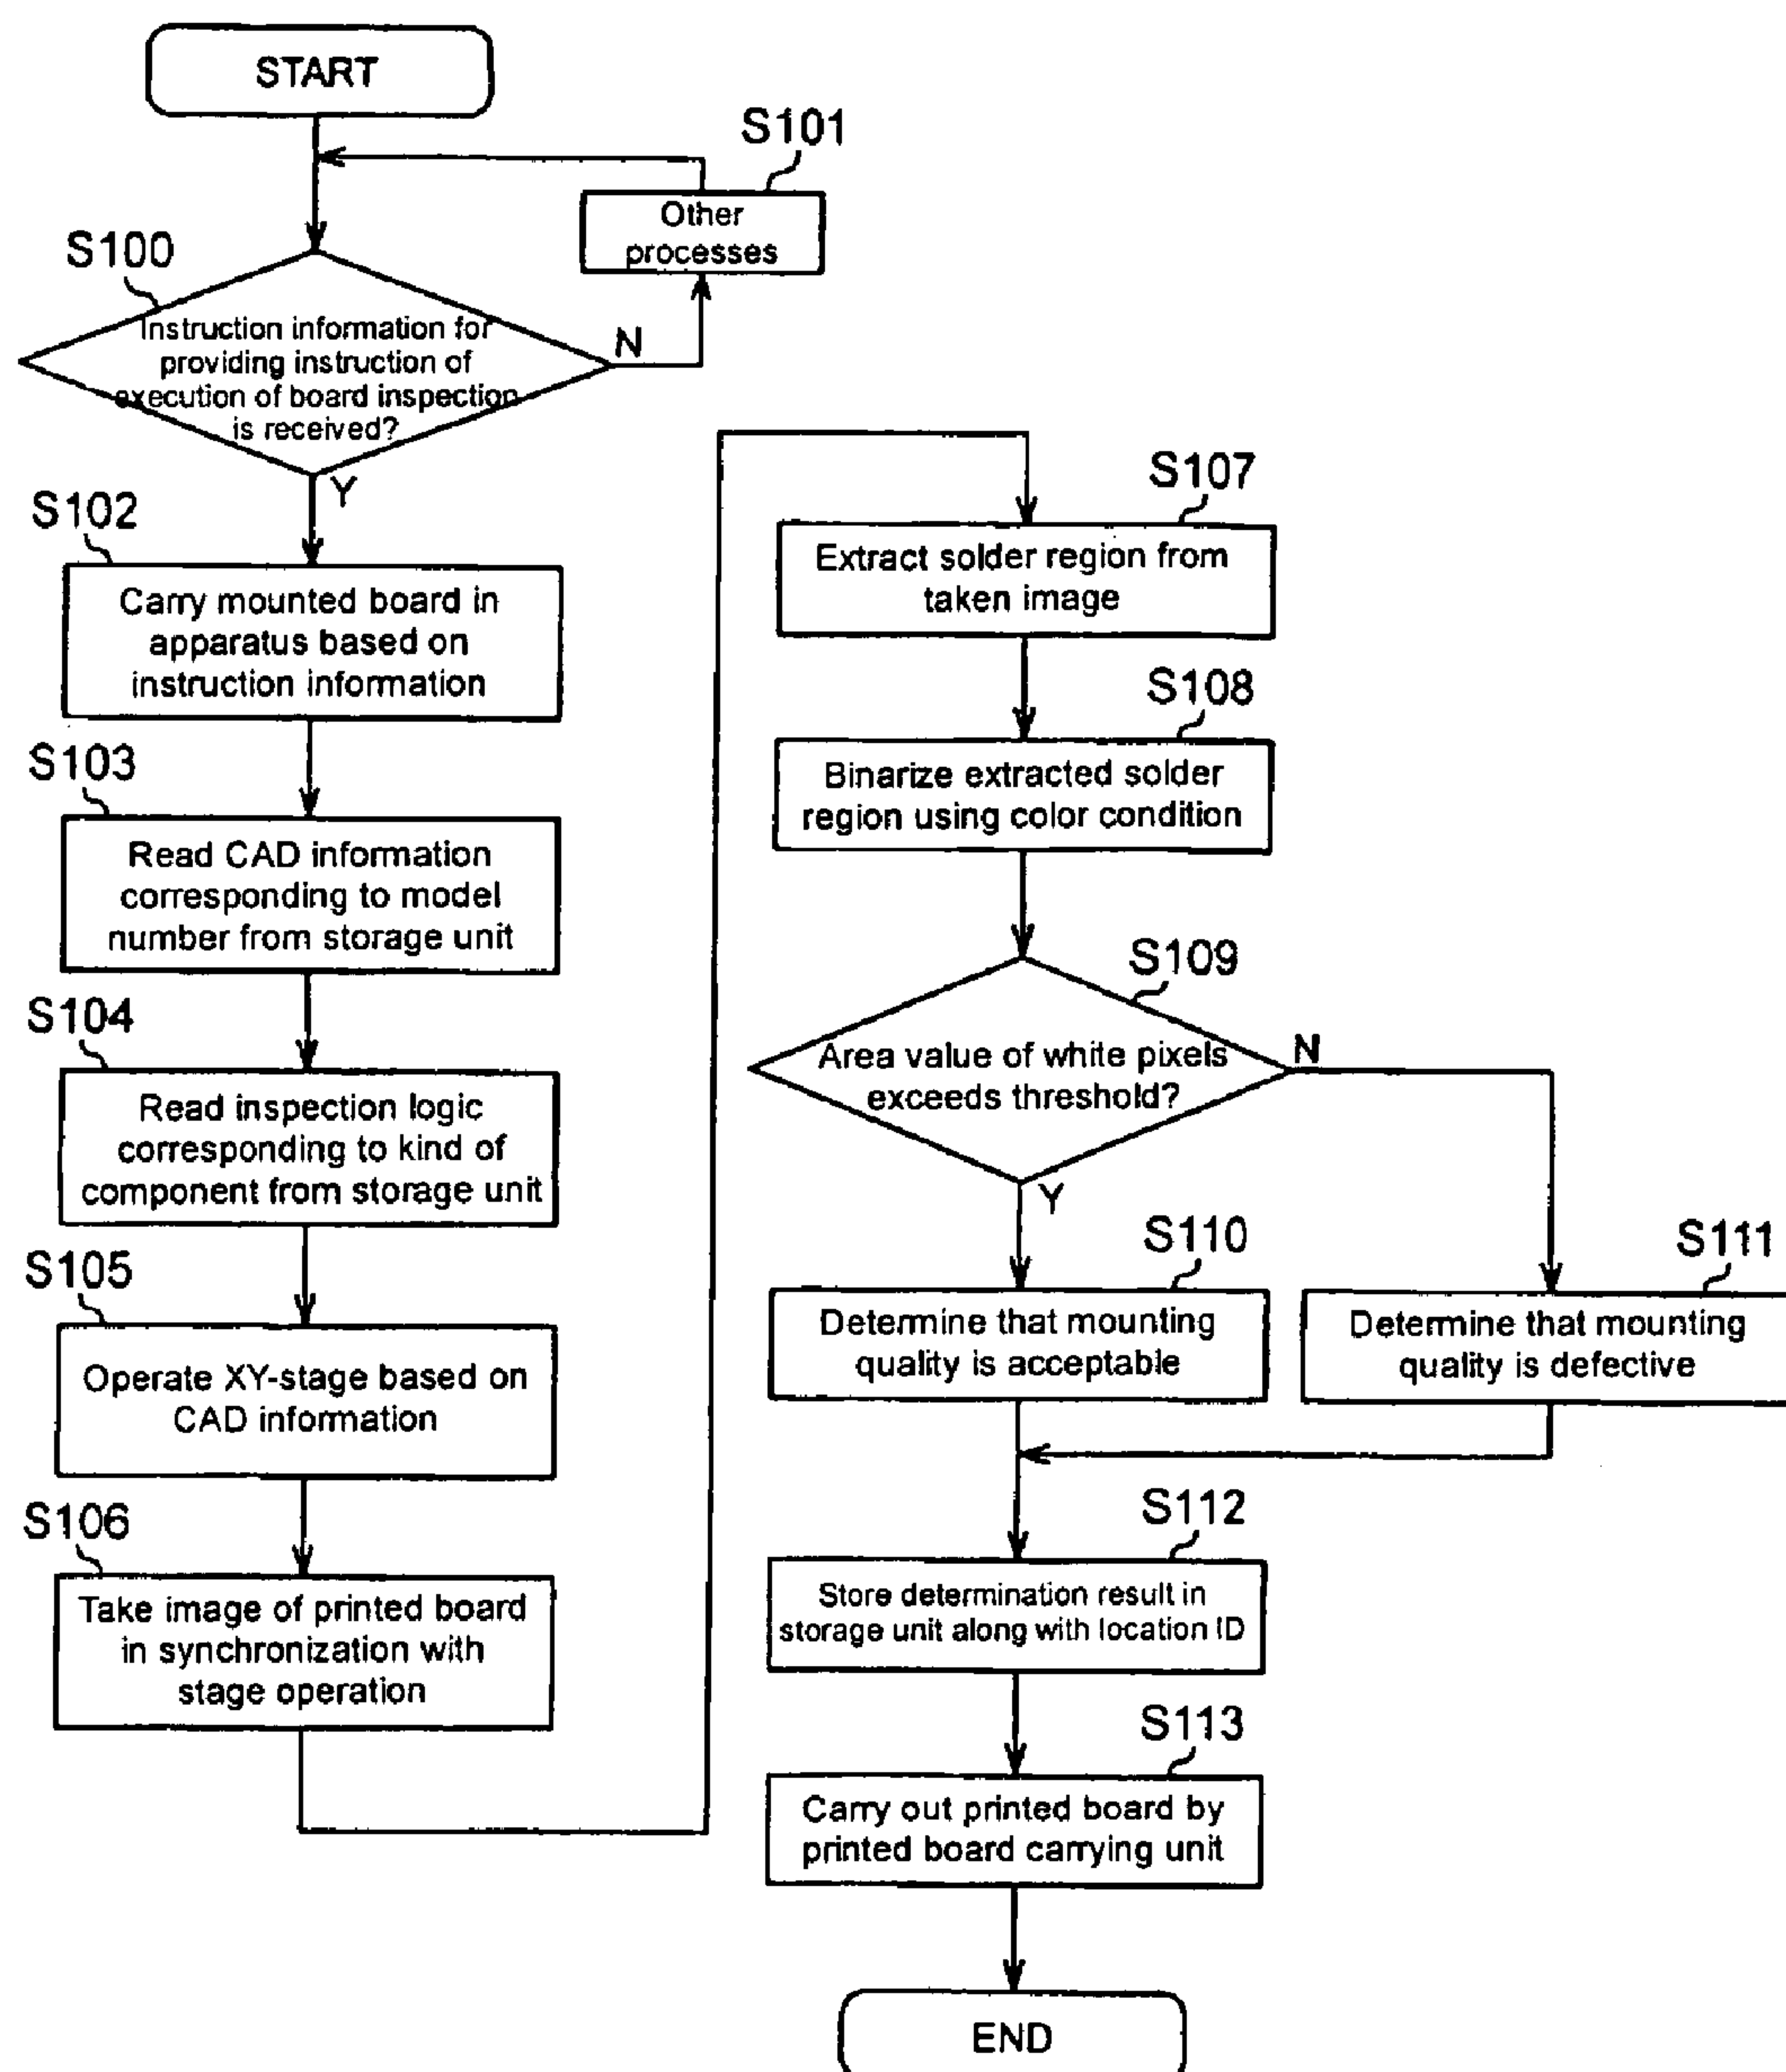 START
S101
Other
processes
S100
Instruction information for
providing instruction of
execution of board inspection
is received?
N
Y
S102
Carry mounted board in
apparatus based on
instruction information
S103
Read CAD information
corresponding to model
number from storage unit
S104
Read inspection logic
corresponding to kind of
component from storage unit
S105
Operate XY-stage based on
CAD information
S106
Take image of printed board
in synchronization with
stage operation
S107
Extract solder region from
taken image
S108
Binarize extracted solder
region using color condition
S109
Area value of white pixels
exceeds threshold?
N
Y
S110
Determine that mounting
quality is acceptable
S111
Determine that mounting
quality is defective
S112
Store determination result in
storage unit along with location ID
S113
Carry out printed board by
printed board carrying unit
END